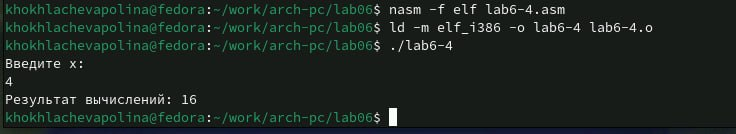 khokhlachevapolina@fedora:~/work/arch-pc/lab06$ nasm -f elf lab6-4.asm
khokhlachevapolina@fedora:~/work/arch-pc/lab06$ ld -m elf_i386 -o lab6-4 lab6-4.o
khokhlachevapolina@fedora:~/work/arch-pc/lab06$ ./lab6-4
Введите x:
4
Результат вычислений: 16
khokhlachevapolina@fedora:~/work/arch-pc/lab06$